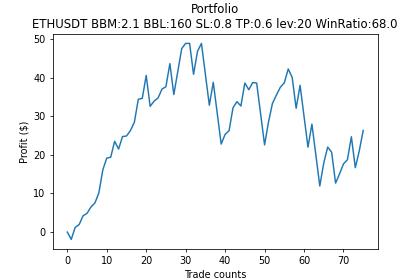 Portfolio
ETHUSDT BBM:2.1 BBL:160 SL:0.8 TP:0.6 lev:20 WinRatio:68.0
50
40
30
20
10
0
Profit ($)
0 10 20 30 40 50 60 70
Trade counts